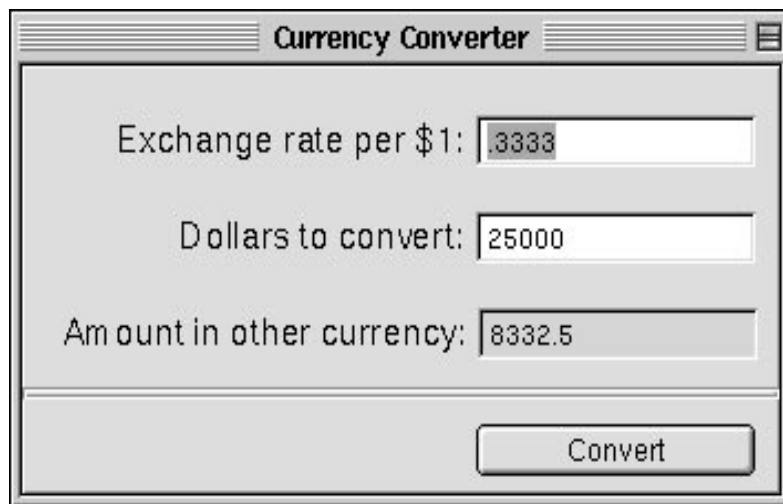 Currency Converter
Exchange rate per $1: .3333
Dollars to convert: 25000
Amount in other currency: 8332.5
Convert